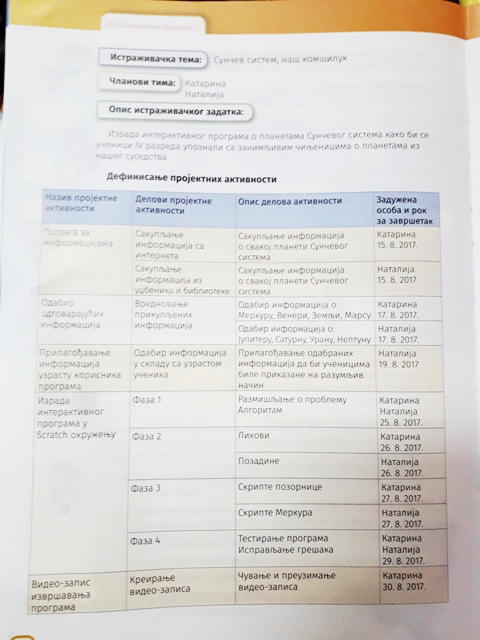 Истраживачки пројекат
Истраживачка тема: Сунчев систем, наш комшилук
Чланови тима: Катарина
Наталија
Опис истраживачког задатка:
Израда интерактивног програма о планетама Сунчевог система како би се
ученици IV разреда упознали са занимљивим чињеницима о планетама из
нашег суседства.
Дефинисање пројектних активности
Назив пројектне
активности
Делови пројектне
активности
Опис делова активности
Задужена
особа и рок
за завршетак
Потрага за
информацијама
Сакупљање
информација са
интернета
Сакупљање информација
о свакој планети Сунчевог
система
Катарина
15. 8. 2017.
Сакупљање
информација из
уџбеника и библиотеке
Сакупљање информација
о свакој планети Сунчевог
система
Наталија
15. 8. 2017.
Одабир
одговарајућих
информација
Вредновање
прикупљених
информација
Одабир информација о:
Меркуру, Венери, Земљи, Марсу
Катарина
17. 8. 2017.
Одабир информација о:
Јупитеру, Сатурну, Урану, Нептуну
Наталија
17. 8. 2017.
Прилагођавање
информација
узрасту корисника
програма
Одабир информација
у складу са узрастом
ученика
Прилагођавање одабраних
информација да би ученицима
биле приказане на разумљив
начин
Наталија
19. 8. 2017
Израда
интерактивног
програма у
Scratch окружењу
Фаза 1
Размишљање о проблему
Алгоритам
Катарина
Наталија
25. 8. 2017.
Фаза 2
Ликови
Катарина
26. 8. 2017.
Позадине
Наталија
26. 8. 2017.
Фаза 3
Скрипте позорнице
Катарина
27. 8. 2017.
Скрипте Меркура
Наталија
27. 8. 2017.
Фаза 4
Тестирање програма
Исправљање грешака
Катарина
Наталија
29. 8. 2017.
Видео-запис
извршавања
програма
Креирање
видео-записа
Чување и преузимање
видео-записа
Катарина
30. 8. 2017.